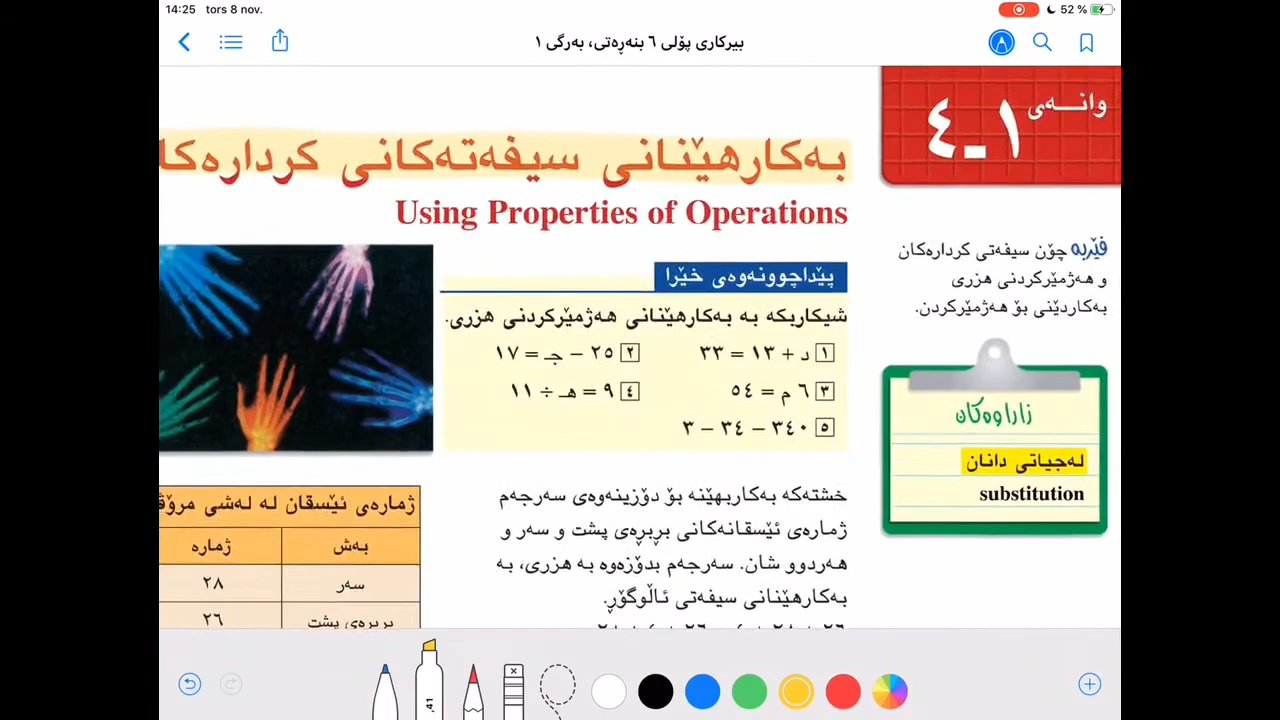 14:25 tors 8 nov. 52 %
بیرکاری پۆلی ٦ بنەڕەتی، بەرگی ١
وانـــەی
١ـ٤
بەکارهێنانی سیفەتەکانی کردارەکا
Using Properties of Operations
فێربە چۆن سیفەتی کردارەکان
و هەژمێرکردنی هزری
بەکاردێنی بۆ هەژمێرکردن.
پێداچوونەوەی خێرا
شیکاربکە بە بەکارهێنانی هەژمێرکردنی هزری.
١ د + ١٣ = ٣٣
٢ ٢٥ − جـ = ١٧
٣ ٦ م = ٥٤
٤ ٩ = هـ ÷ ١١
٥ ٣٤٠ − ٣٤ − ٣
زاراوەکان
لەجیاتی دانان
substitution
خشتەکە بەکاربهێنە بۆ دۆزینەوەی سەرجەم
ژمارەی ئێسقانەکانی بڕبڕەی پشت و سەر و
هەردوو شان. سەرجەم بدۆزەوە بە هزری، بە
بەکارهێنانی سیفەتی ئاڵوگۆڕ.
ژمارەی ئێسقان لە لەشی مرۆڤ
بەش ژمارە
سەر ٢٨
بڕبڕەی پشت ٢٦
41